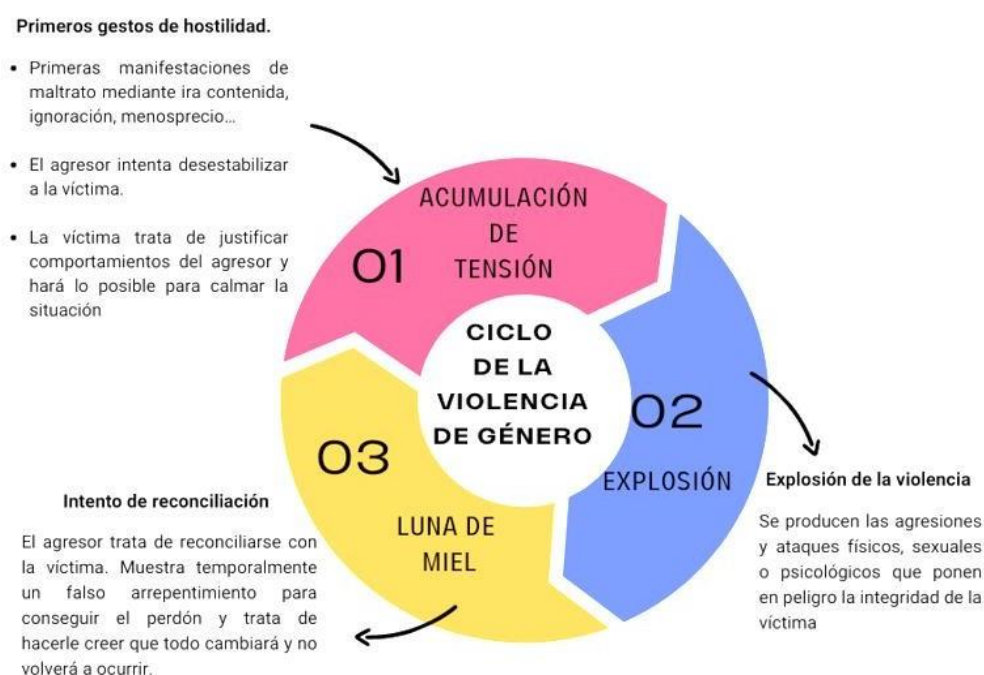 Primeros gestos de hostilidad.
• Primeras manifestaciones de
maltrato mediante ira contenida,
ignoración, menosprecio...
• El agresor intenta desestabilizar
a la víctima.
• La víctima trata de justificar
comportamientos del agresor y
hará lo posible para calmar la
situación
01
ACUMULACIÓN
DE
TENSIÓN
CICLO
DE LA
VIOLENCIA
DE GÉNERO
02
EXPLOSIÓN
Explosión de la violencia
Se producen las agresiones
y ataques físicos, sexuales
o psicológicos que ponen
en peligro la integridad de la
víctima
03
LUNA DE
MIEL
Intento de reconciliación
El agresor trata de reconciliarse con
la víctima. Muestra temporalmente
un falso arrepentimiento para
conseguir el perdón y trata de
hacerle creer que todo cambiará y no
volverá a ocurrir.